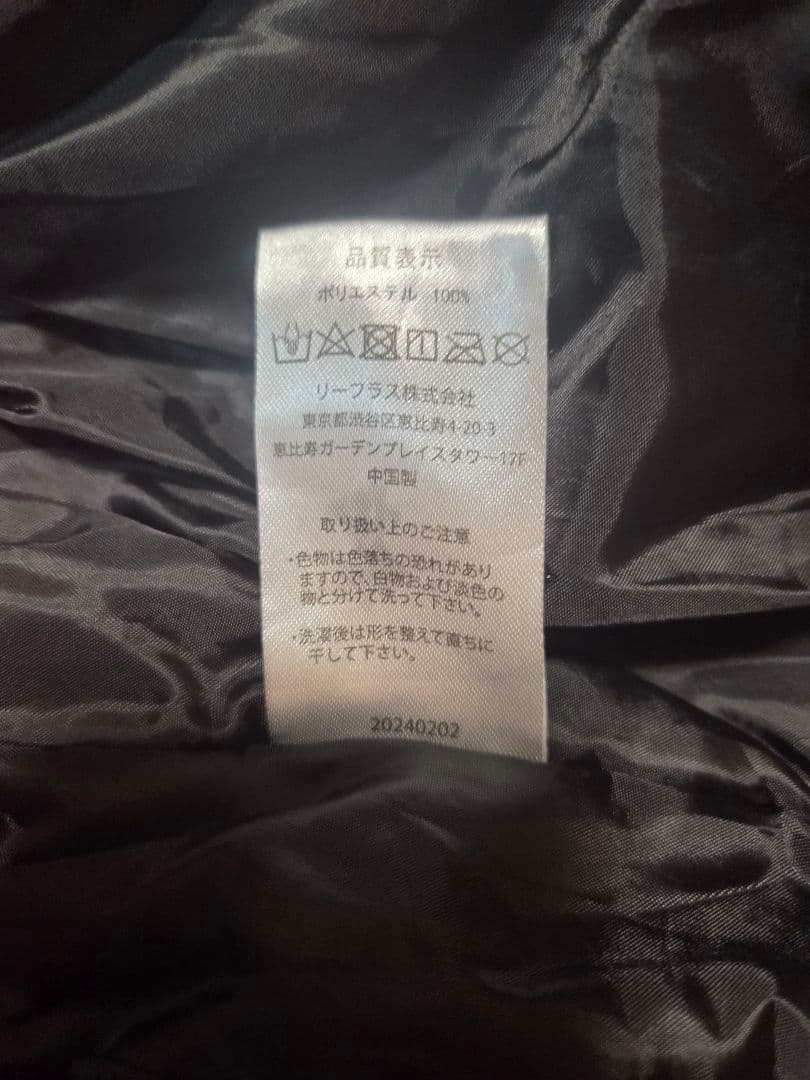 品質表示
ポリエステル 100%
リーフラス株式会社
東京都渋谷区恵比寿4-20-3
恵比寿ガーデンプレイスタワー17F
中国製
取り扱い上のご注意
・色物は色落ちの恐れがあり
ますので、白物および淡色の
物と分けて洗って下さい。
・洗濯後は形を整えて直ちに
干して下さい。
20240202